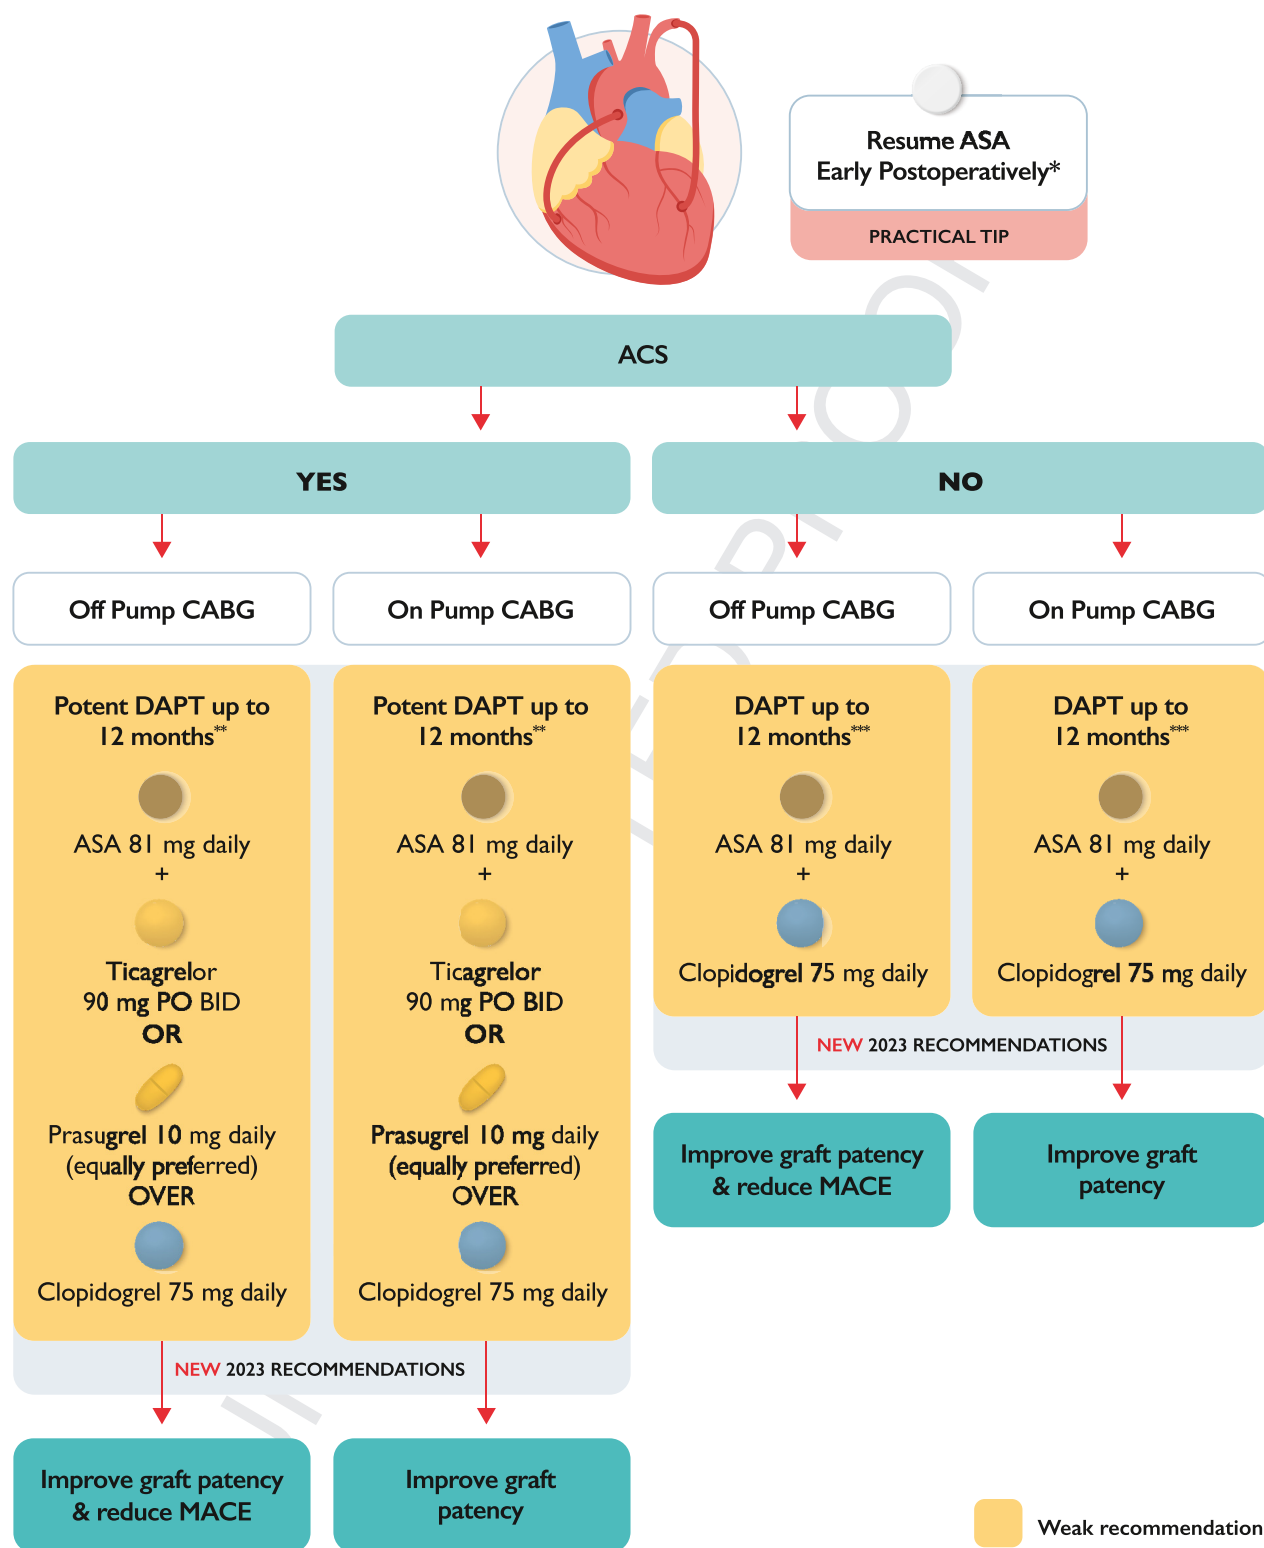 Resume ASA
Early Postoperatively*
PRACTICAL TIP
ACS
YES
NO
Off Pump CABG
On Pump CABG
Off Pump CABG
On Pump CABG
Potent DAPT up to
12 months**
ASA 81 mg daily
+
Ticagrelor
90 mg PO BID
OR
Prasugrel 10 mg daily
(equally preferred)
OVER
Clopidogrel 75 mg daily
Potent DAPT up to
12 months**
ASA 81 mg daily
+
Ticagrelor
90 mg PO BID
OR
Prasugrel 10 mg daily
(equally preferred)
OVER
Clopidogrel 75 mg daily
NEW 2023 RECOMMENDATIONS
Improve graft patency
& reduce MACE
Improve graft
patency
DAPT up to
12 months***
ASA 81 mg daily
+
Clopidogrel 75 mg daily
DAPT up to
12 months***
ASA 81 mg daily
+
Clopidogrel 75 mg daily
NEW 2023 RECOMMENDATIONS
Improve graft patency
& reduce MACE
Improve graft
patency
Weak recommendation